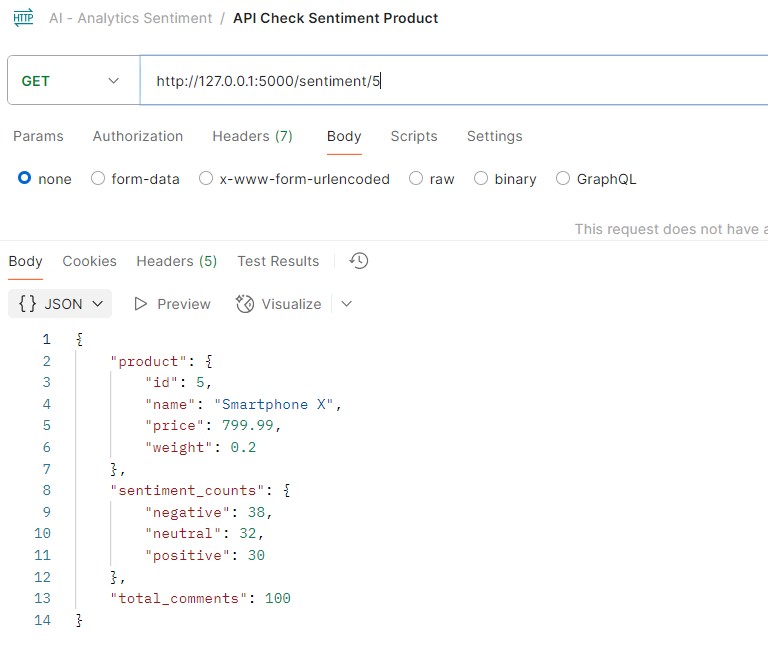 HTTP AI - Analytics Sentiment / API Check Sentiment Product
GET http://127.0.0.1:5000/sentiment/5
Params Authorization Headers (7) Body Scripts Settings
none form-data x-www-form-urlencoded raw binary GraphQL
This request does not have a
Body Cookies Headers (5) Test Results
{} JSON Preview Visualize
1 {
2 "product": {
3 "id": 5,
4 "name": "Smartphone X",
5 "price": 799.99,
6 "weight": 0.2
7 },
8 "sentiment_counts": {
9 "negative": 38,
10 "neutral": 32,
11 "positive": 30
12 },
13 "total_comments": 100
14 }